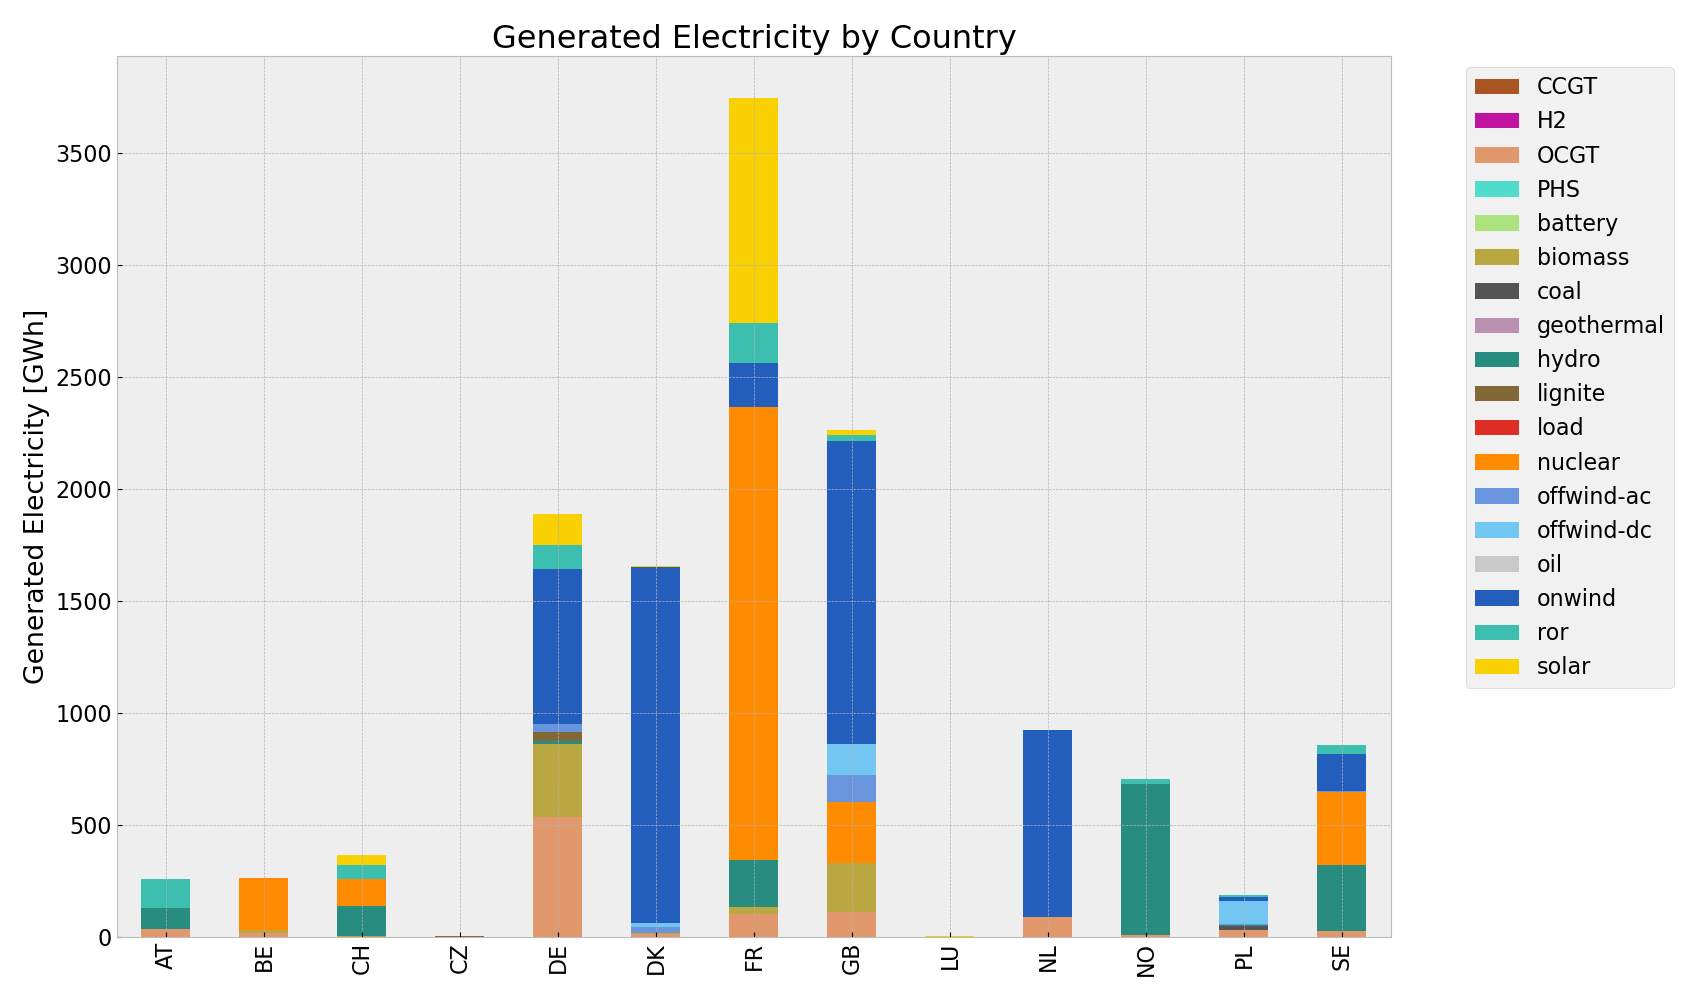 Generated Electricity by Country
Generated Electricity [GWh]
3500
3000
2500
2000
1500
1000
500
0
AT
BE
CH
CZ
DE
DK
FR
GB
LU
NL
NO
PL
SE
CCGT
H2
OCGT
PHS
battery
biomass
coal
geothermal
hydro
lignite
load
nuclear
offwind-ac
offwind-dc
oil
onwind
ror
solar